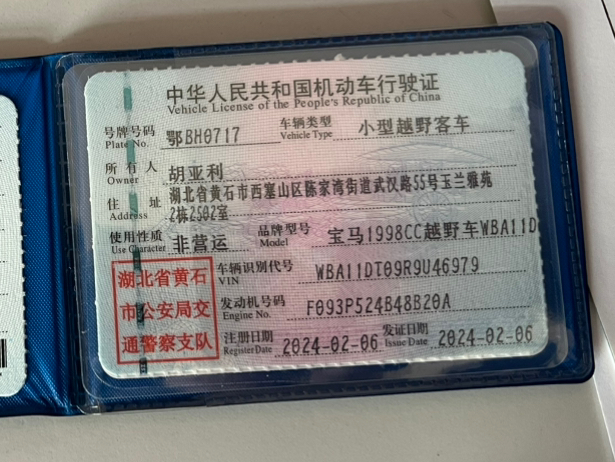 中华人民共和国机动车行驶证
Vehicle License of the People's Republic of China
号牌号码 鄂BH0717 车辆类型 小型越野客车
Plate No. Vehicle Type
所有人 胡亚利
Owner
住址 湖北省黄石市西塞山区陈家湾街道武汉路55号玉兰雅苑
Address 2栋2502室
使用性质 非营运 品牌型号 宝马1998CC越野车WBA11D
Use Character Model
湖北省黄石 车辆识别代号 WBA11DT09R9U46979
VIN
市公安局交 发动机号码 F093P524B48B20A
Engine No.
通警察支队 注册日期 2024-02-06 发证日期 2024-02-06
Register Date Issue Date